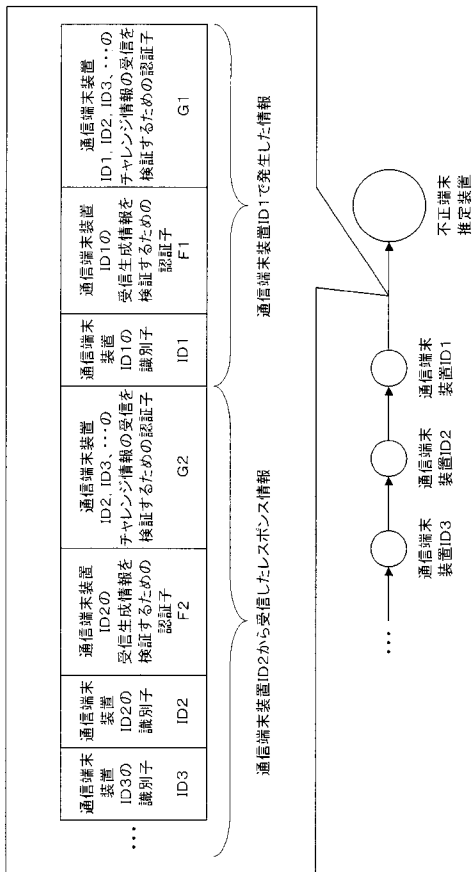 ・・・
通信端末
装置
ID3の
識別子
ID3
通信端末
装置
ID2の
識別子
ID2
通信端末装置
ID2の
受信生成情報を
検証するための
認証子
F2
通信端末装置
ID2、ID3、・・・の
チャレンジ情報の受信を
検証するための認証子
G2
通信端末
装置
ID1の
識別子
ID1
通信端末装置
ID1の
受信生成情報を
検証するための
認証子
F1
通信端末装置
ID1、ID2、ID3、・・・の
チャレンジ情報の受信を
検証するための認証子
G1
通信端末装置ID2から受信したレスポンス情報
通信端末装置ID1で発生した情報
・・・
通信端末
装置ID3
通信端末
装置ID2
通信端末
装置ID1
不正端末
推定装置